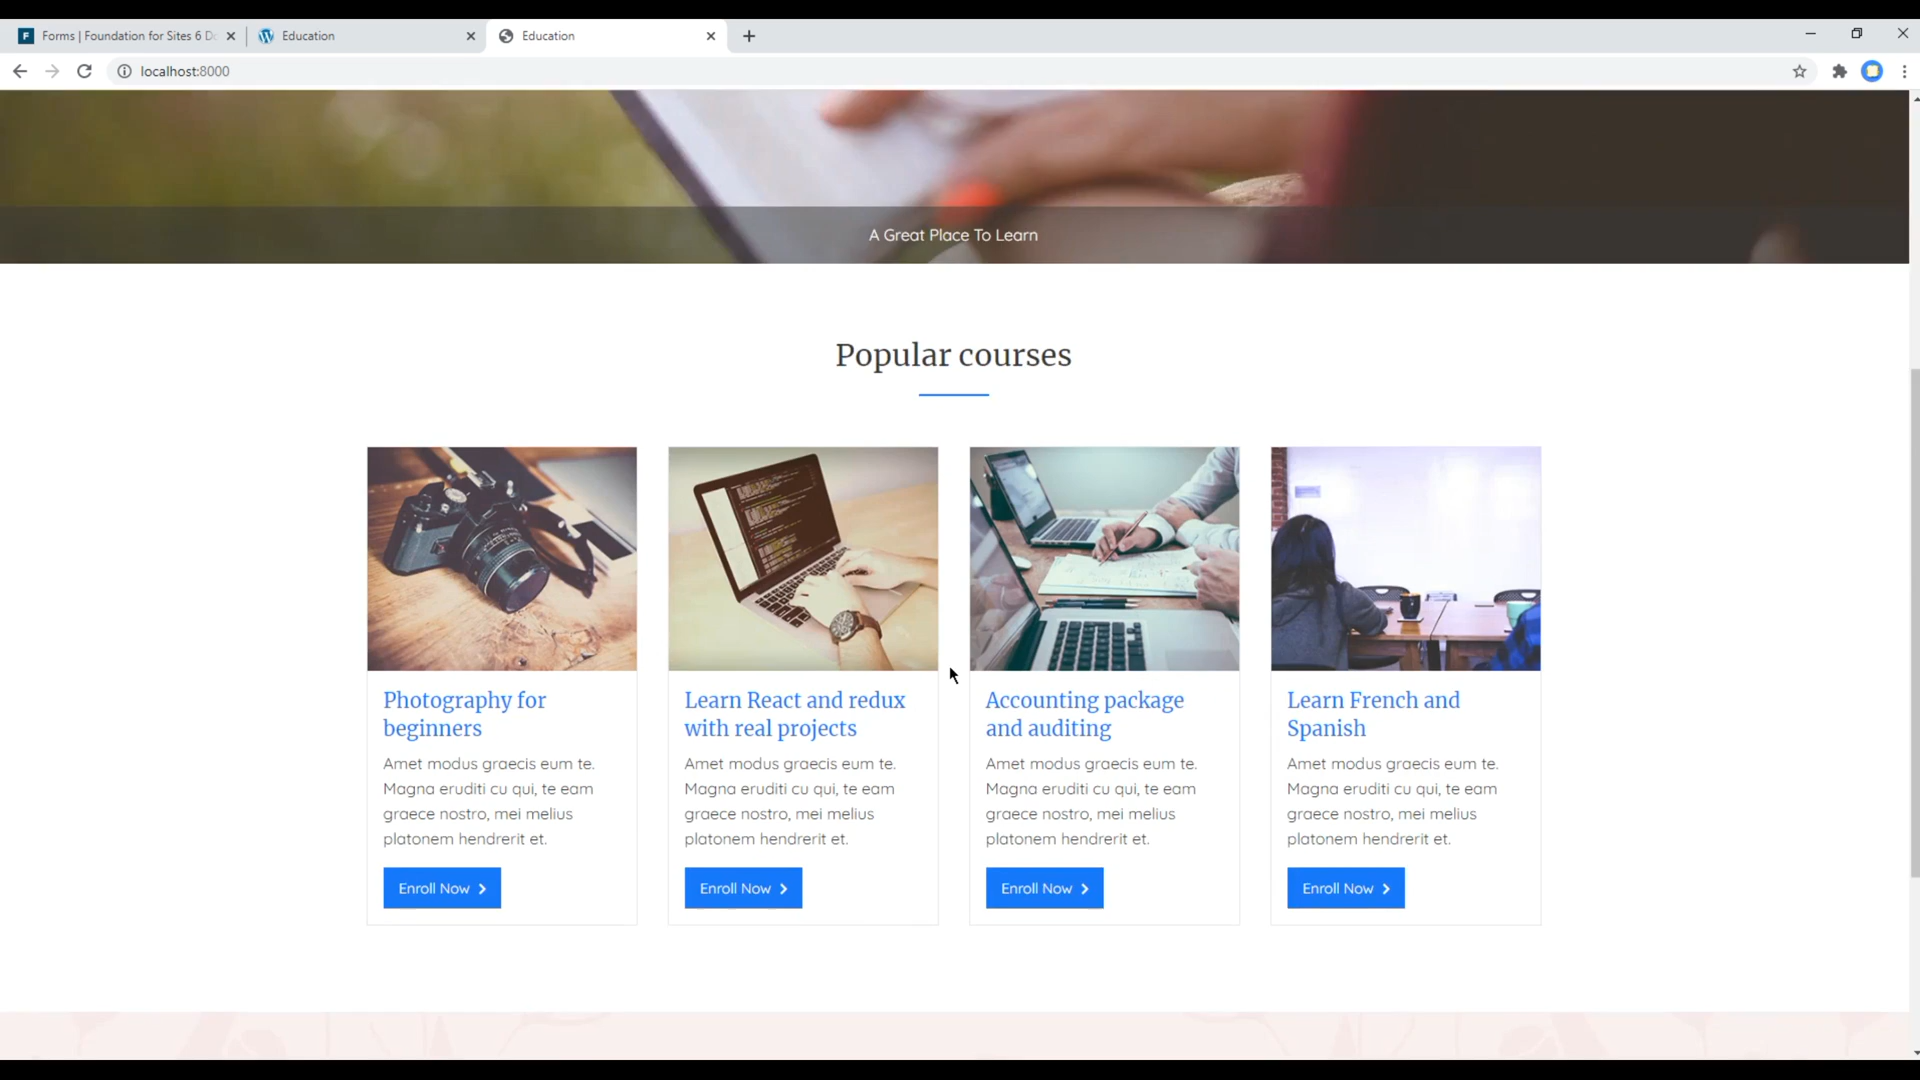 Forms | Foundation for Sites 6 Do
Education
Education
localhost:8000
A Great Place To Learn
Popular courses
Photography for
beginners
Amet modus graecis eum te.
Magna eruditi cu qui, te eam
graece nostro, mei melius
platonem hendrerit et.
Enroll Now
Learn React and redux
with real projects
Amet modus graecis eum te.
Magna eruditi cu qui, te eam
graece nostro, mei melius
platonem hendrerit et.
Enroll Now
Accounting package
and auditing
Amet modus graecis eum te.
Magna eruditi cu qui, te eam
graece nostro, mei melius
platonem hendrerit et.
Enroll Now
Learn French and
Spanish
Amet modus graecis eum te.
Magna eruditi cu qui, te eam
graece nostro, mei melius
platonem hendrerit et.
Enroll Now